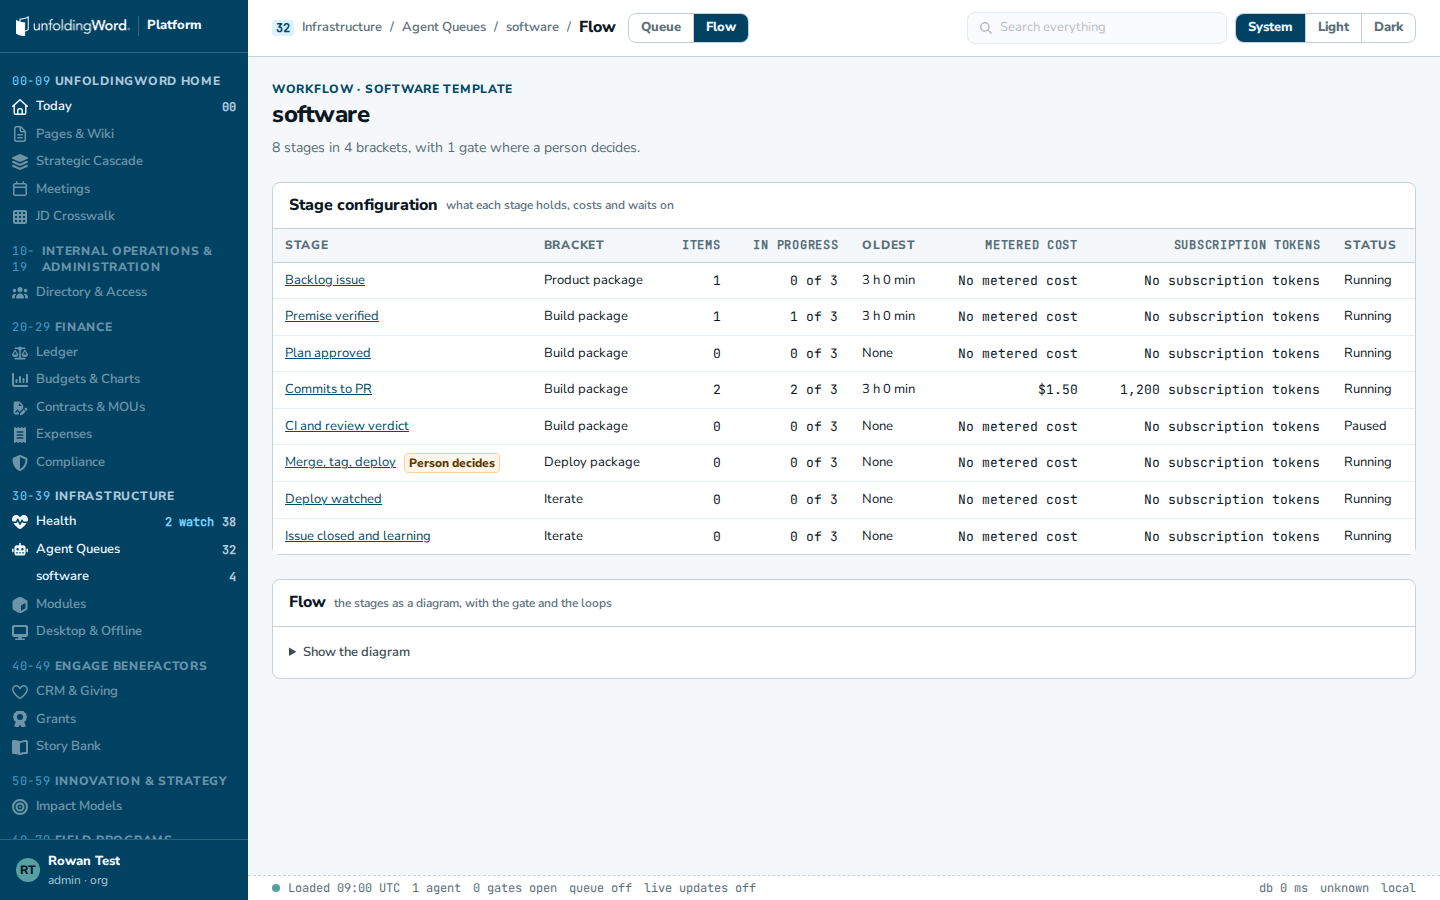 unfoldingWord Platform
00-09 UNFOLDINGWORD HOME
Today 00
Pages & Wiki
Strategic Cascade
Meetings
JD Crosswalk
10-19 INTERNAL OPERATIONS & ADMINISTRATION
Directory & Access
20-29 FINANCE
Ledger
Budgets & Charts
Contracts & MOUs
Expenses
Compliance
30-39 INFRASTRUCTURE
Health 2 watch 38
Agent Queues 32
software 4
Modules
Desktop & Offline
40-49 ENGAGE BENEFACTORS
CRM & Giving
Grants
Story Bank
50-59 INNOVATION & STRATEGY
Impact Models
60-70 FIELD PROGRAMS
RT Rowan Test
admin · org
32 Infrastructure / Agent Queues / software / Flow Queue Flow Search everything System Light Dark
WORKFLOW · SOFTWARE TEMPLATE
software
8 stages in 4 brackets, with 1 gate where a person decides.
Stage configuration what each stage holds, costs and waits on
STAGE BRACKET ITEMS IN PROGRESS OLDEST METERED COST SUBSCRIPTION TOKENS STATUS
Backlog issue Product package 1 0 of 3 3 h 0 min No metered cost No subscription tokens Running
Premise verified Build package 1 1 of 3 3 h 0 min No metered cost No subscription tokens Running
Plan approved Build package 0 0 of 3 None No metered cost No subscription tokens Running
Commits to PR Build package 2 2 of 3 3 h 0 min $1.50 1,200 subscription tokens Running
CI and review verdict Build package 0 0 of 3 None No metered cost No subscription tokens Paused
Merge, tag, deploy Person decides Deploy package 0 0 of 3 None No metered cost No subscription tokens Running
Deploy watched Iterate 0 0 of 3 None No metered cost No subscription tokens Running
Issue closed and learning Iterate 0 0 of 3 None No metered cost No subscription tokens Running
Flow the stages as a diagram, with the gate and the loops
Show the diagram
Loaded 09:00 UTC 1 agent 0 gates open queue off live updates off db 0 ms unknown local